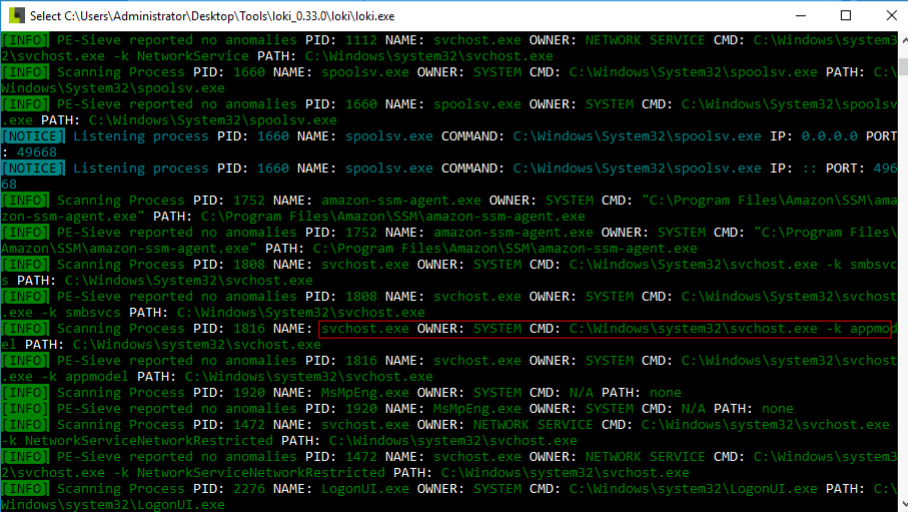 Select C:\Users\Administrator\Desktop\Tools\loki_0.33.0\loki\loki.exe
[INFO] PE-Sieve reported no anomalies PID: 1112 NAME: svchost.exe OWNER: NETWORK SERVICE CMD: C:\Windows\system3
2\svchost.exe -k NetworkService PATH: C:\Windows\system32\svchost.exe
[INFO] Scanning Process PID: 1660 NAME: spoolsv.exe OWNER: SYSTEM CMD: C:\Windows\System32\spoolsv.exe PATH: C:\
Windows\System32\spoolsv.exe
[INFO] PE-Sieve reported no anomalies PID: 1660 NAME: spoolsv.exe OWNER: SYSTEM CMD: C:\Windows\System32\spoolsv
.exe PATH: C:\Windows\System32\spoolsv.exe
[NOTICE] Listening process PID: 1660 NAME: spoolsv.exe COMMAND: C:\Windows\System32\spoolsv.exe IP: 0.0.0.0 PORT
: 49668
[NOTICE] Listening process PID: 1660 NAME: spoolsv.exe COMMAND: C:\Windows\System32\spoolsv.exe IP: :: PORT: 496
68
[INFO] Scanning Process PID: 1752 NAME: amazon-ssm-agent.exe OWNER: SYSTEM CMD: "C:\Program Files\Amazon\SSM\ama
zon-ssm-agent.exe" PATH: C:\Program Files\Amazon\SSM\amazon-ssm-agent.exe
[INFO] PE-Sieve reported no anomalies PID: 1752 NAME: amazon-ssm-agent.exe OWNER: SYSTEM CMD: "C:\Program Files\
Amazon\SSM\amazon-ssm-agent.exe" PATH: C:\Program Files\Amazon\SSM\amazon-ssm-agent.exe
[INFO] Scanning Process PID: 1808 NAME: svchost.exe OWNER: SYSTEM CMD: C:\Windows\System32\svchost.exe -k smbsvc
s PATH: C:\Windows\System32\svchost.exe
[INFO] PE-Sieve reported no anomalies PID: 1808 NAME: svchost.exe OWNER: SYSTEM CMD: C:\Windows\System32\svchost
.exe -k smbsvcs PATH: C:\Windows\System32\svchost.exe
[INFO] Scanning Process PID: 1816 NAME: svchost.exe OWNER: SYSTEM CMD: C:\Windows\system32\svchost.exe -k appmod
el PATH: C:\Windows\system32\svchost.exe
[INFO] PE-Sieve reported no anomalies PID: 1816 NAME: svchost.exe OWNER: SYSTEM CMD: C:\Windows\system32\svchost
.exe -k appmodel PATH: C:\Windows\system32\svchost.exe
[INFO] Scanning Process PID: 1920 NAME: MsMpEng.exe OWNER: SYSTEM CMD: N/A PATH: none
[INFO] PE-Sieve reported no anomalies PID: 1920 NAME: MsMpEng.exe OWNER: SYSTEM CMD: N/A PATH: none
[INFO] Scanning Process PID: 1472 NAME: svchost.exe OWNER: NETWORK SERVICE CMD: C:\Windows\system32\svchost.exe
-k NetworkServiceNetworkRestricted PATH: C:\Windows\system32\svchost.exe
[INFO] PE-Sieve reported no anomalies PID: 1472 NAME: svchost.exe OWNER: NETWORK SERVICE CMD: C:\Windows\system3
2\svchost.exe -k NetworkServiceNetworkRestricted PATH: C:\Windows\system32\svchost.exe
[INFO] Scanning Process PID: 2276 NAME: LogonUI.exe OWNER: SYSTEM CMD: C:\Windows\system32\LogonUI.exe PATH: C:\
Windows\system32\LogonUI.exe